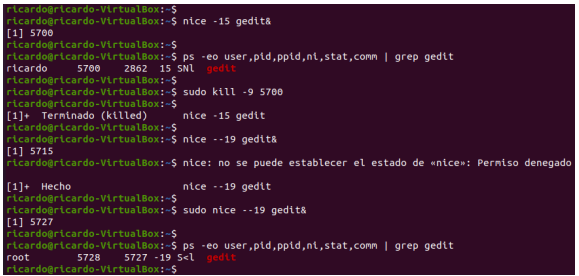 ricardo@ricardo-VirtualBox:~$
ricardo@ricardo-VirtualBox:~$ nice -15 gedit&
[1] 5700
ricardo@ricardo-VirtualBox:~$
ricardo@ricardo-VirtualBox:~$ ps -eo user,pid,ppid,ni,stat,comm | grep gedit
ricardo     5700    2862  15 SNl  gedit
ricardo@ricardo-VirtualBox:~$
ricardo@ricardo-VirtualBox:~$ sudo kill -9 5700
[1]+  Terminado (killed)      nice -15 gedit
ricardo@ricardo-VirtualBox:~$
ricardo@ricardo-VirtualBox:~$ nice --19 gedit&
[1] 5715
ricardo@ricardo-VirtualBox:~$ nice: no se puede establecer el estado de «nice»: Permiso denegado
[1]+  Hecho                   nice --19 gedit
ricardo@ricardo-VirtualBox:~$
ricardo@ricardo-VirtualBox:~$ sudo nice --19 gedit&
[1] 5727
ricardo@ricardo-VirtualBox:~$
ricardo@ricardo-VirtualBox:~$ ps -eo user,pid,ppid,ni,stat,comm | grep gedit
root        5728    5727 -19 S<l  gedit
ricardo@ricardo-VirtualBox:~$